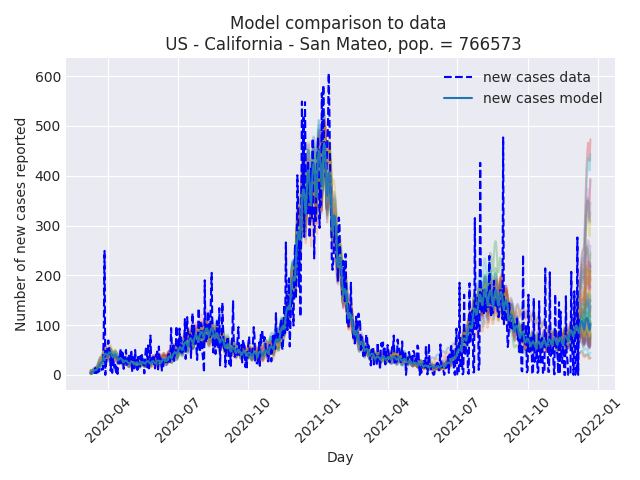 Model comparison to data
US - California - San Mateo, pop. = 766573
new cases data
new cases model
Number of new cases reported
600
500
400
300
200
100
0
2020-04
2020-07
2020-10
2021-01
2021-04
2021-07
2021-10
2022-01
Day